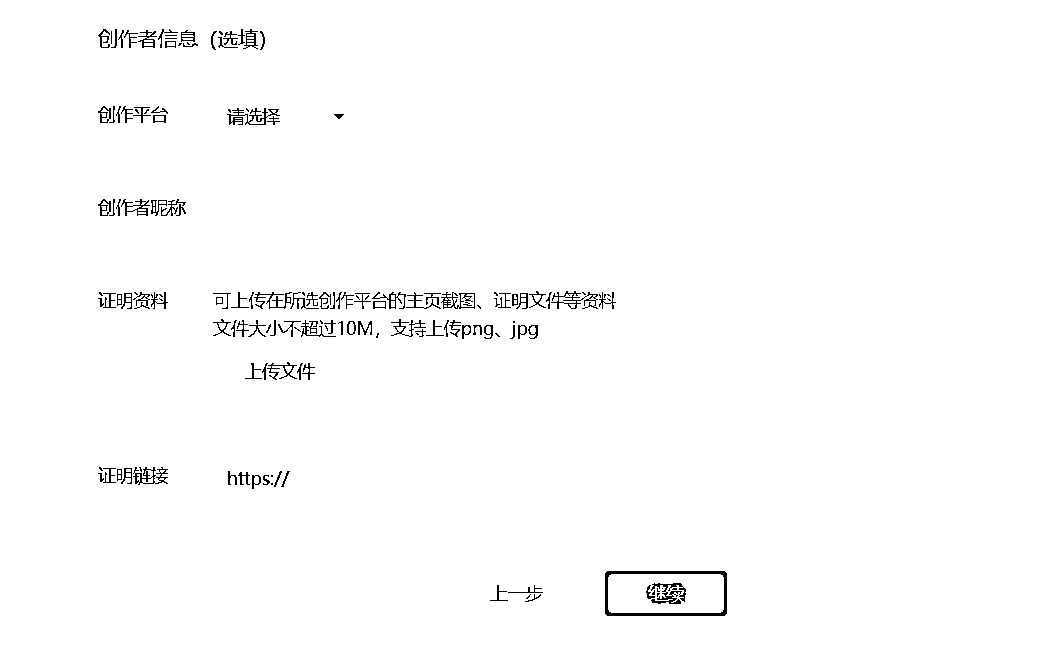 创作者信息（选填）
创作平台 请选择
创作者昵称
证明资料 可上传在所选创作平台的主页截图、证明文件等资料
文件大小不超过10M，支持上传png、jpg
上传文件
证明链接 https://
上一步 继续